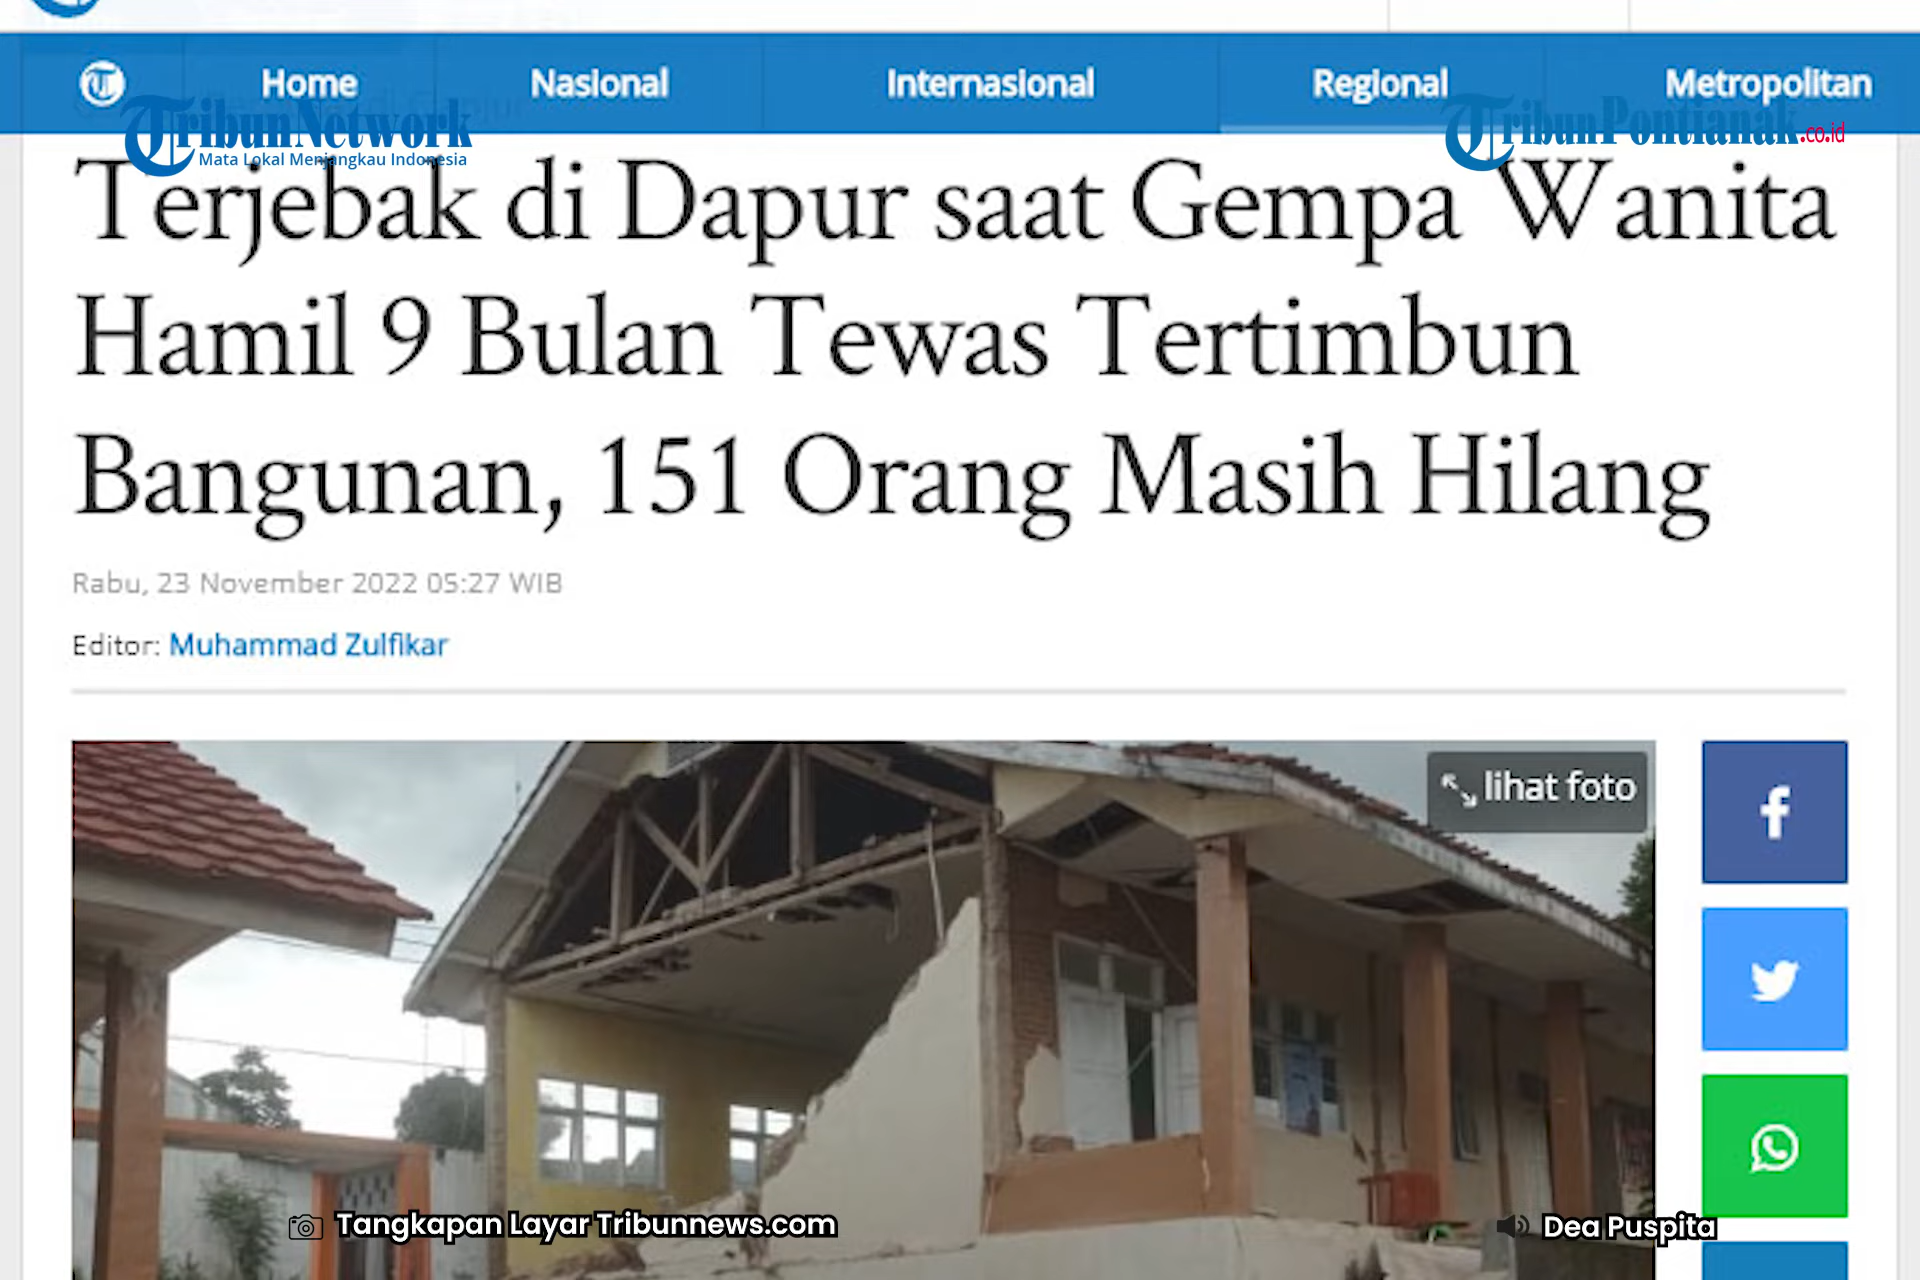 Home Nasional Internasional Regional Metropolitan
TribunNetwork
Mata Lokal Menjangkau Indonesia
TribunPontianak.co.id
Terjebak di Dapur saat Gempa Wanita
Hamil 9 Bulan Tewas Tertimbun
Bangunan, 151 Orang Masih Hilang
Rabu, 23 November 2022 05:27 WIB
Editor: Muhammad Zulfikar
lihat foto
Tangkapan Layar Tribunnews.com
Dea Puspita